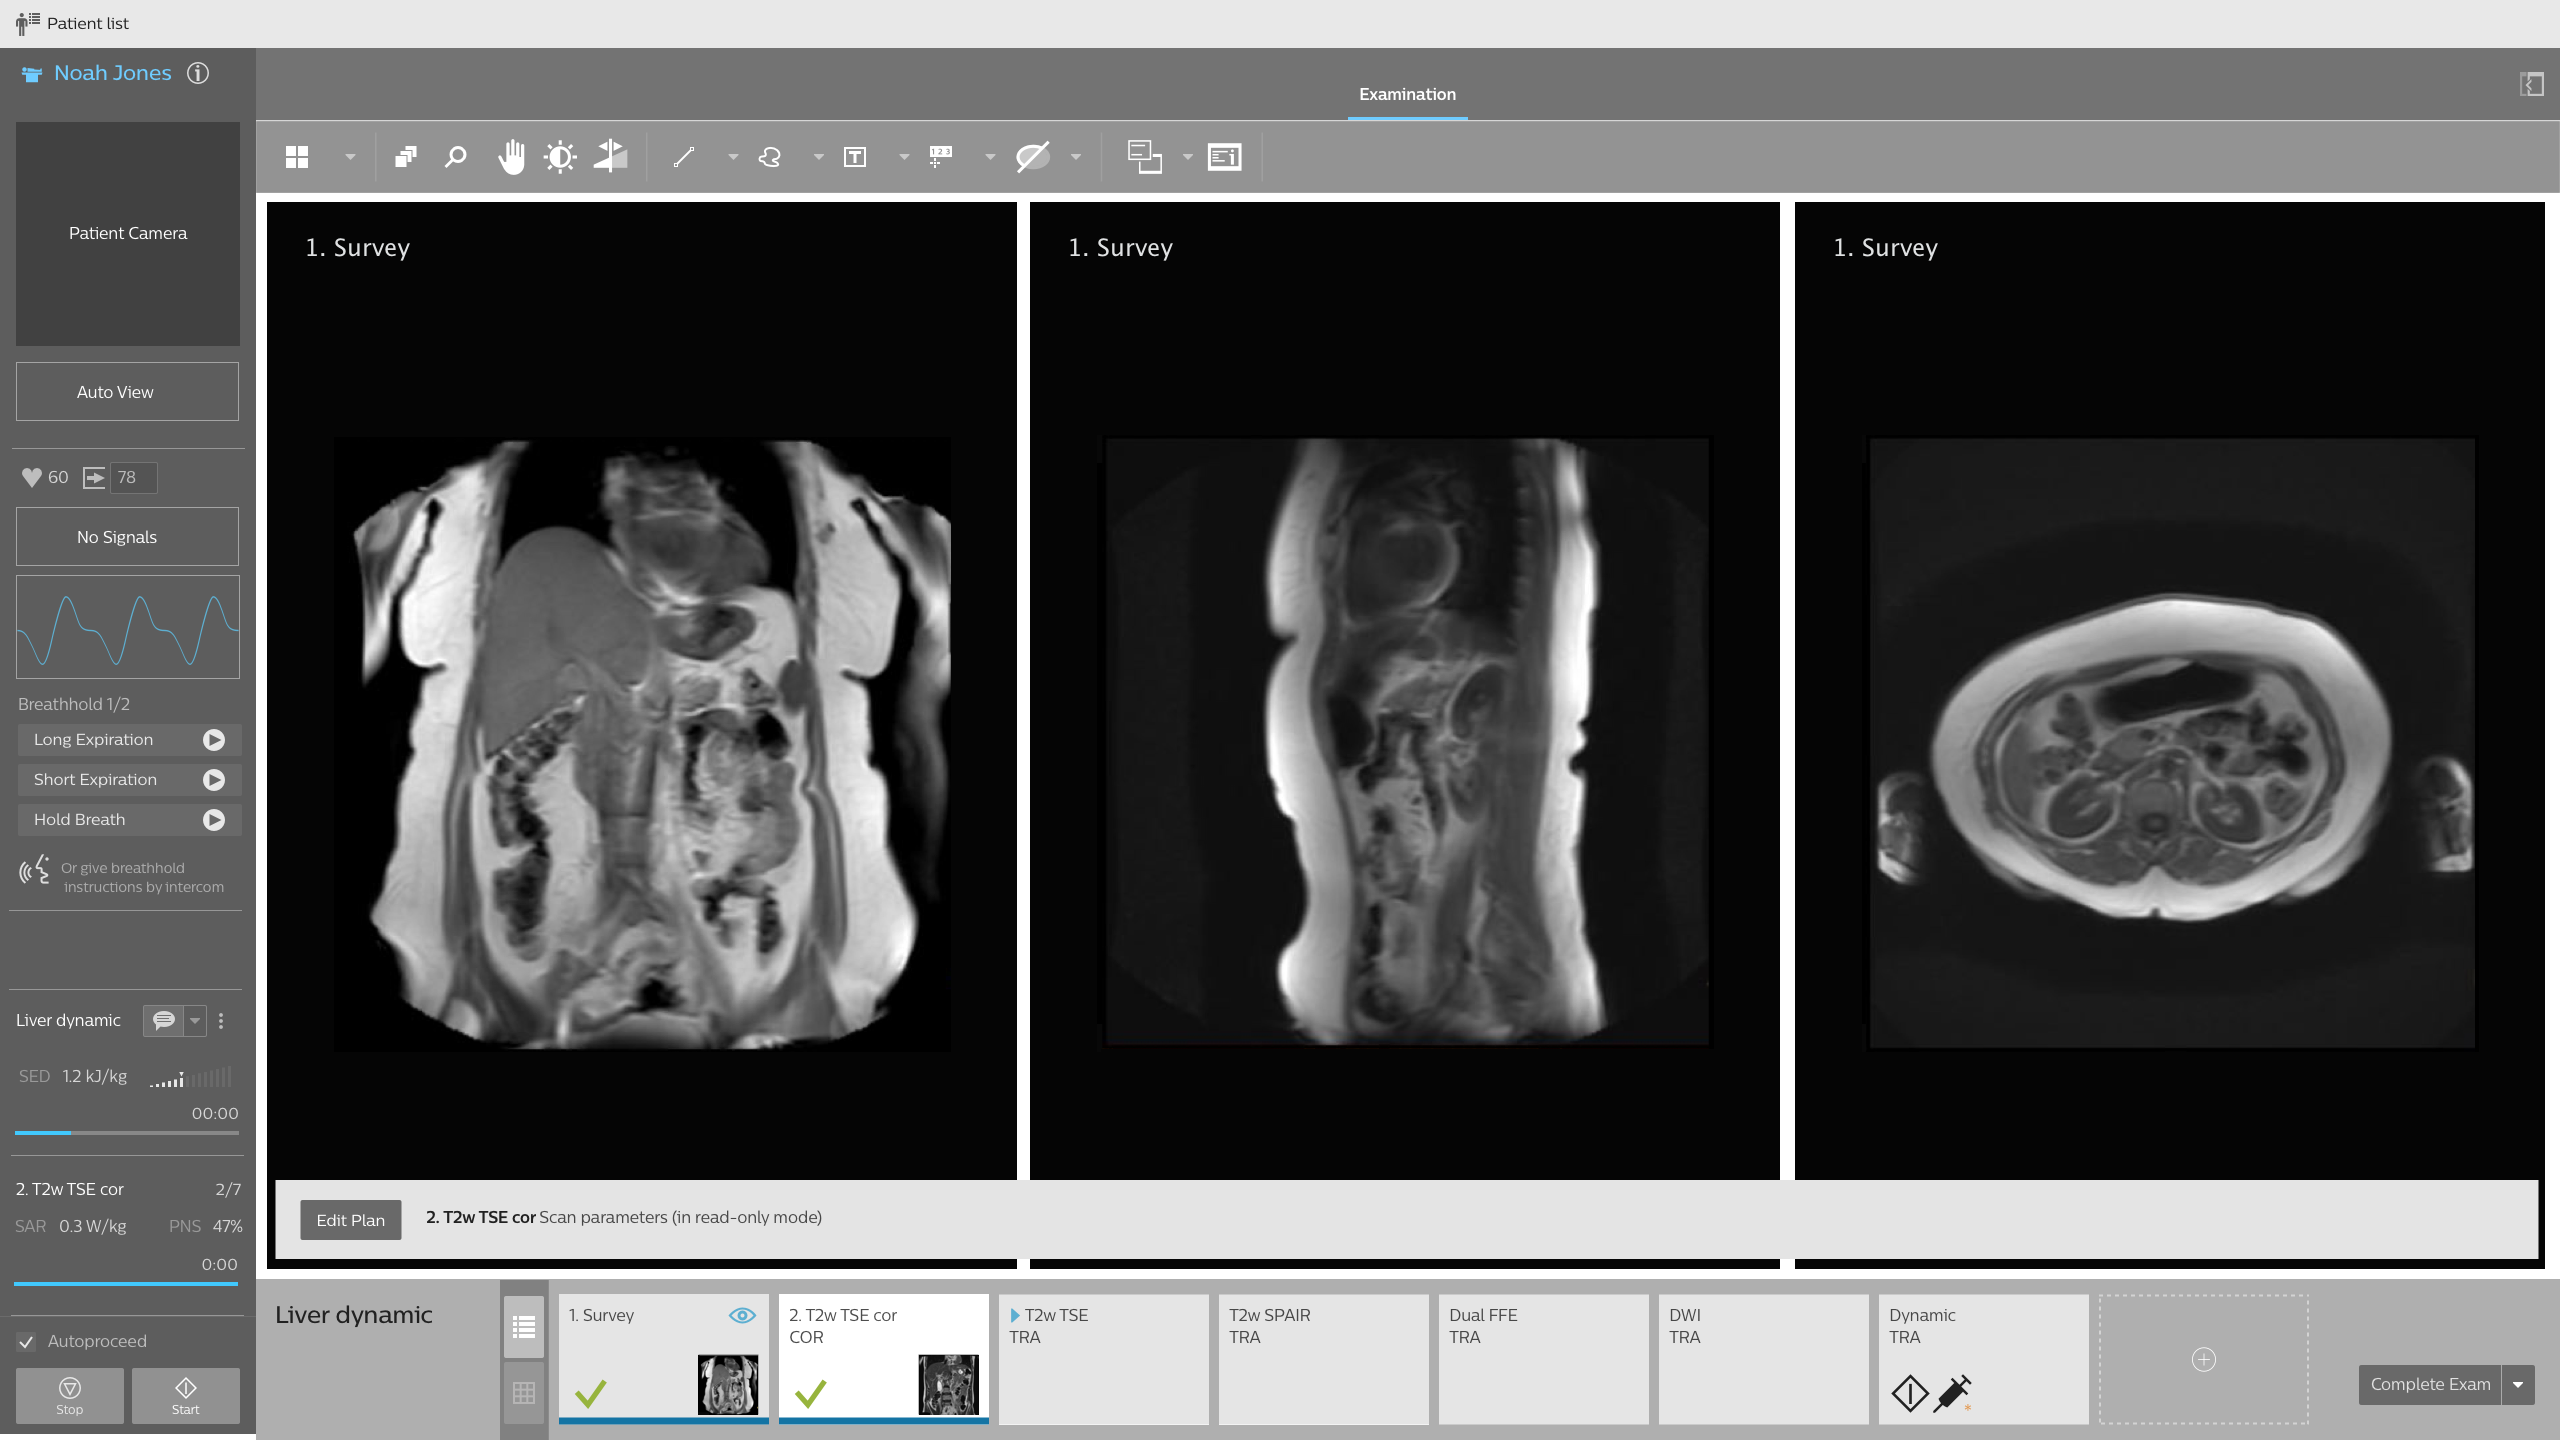 Patient list
Noah Jones
Examination
Patient Camera
Auto View
60
78
No Signals
Breathhold 1/2
Long Expiration
Short Expiration
Hold Breath
Or give breathhold
instructions by intercom
Liver dynamic
SED 1.2 kJ/kg
00:00
2. T2w TSE cor 2/7
SAR 0.3 W/kg PNS 47%
0:00
Autoproceed
Stop
Start
T
1 2 3
1. Survey
1. Survey
1. Survey
Edit Plan
2. T2w TSE cor Scan parameters (in read-only mode)
Liver dynamic
1. Survey
2. T2w TSE cor
COR
T2w TSE
TRA
T2w SPAIR
TRA
Dual FFE
TRA
DWI
TRA
Dynamic
TRA
Complete Exam